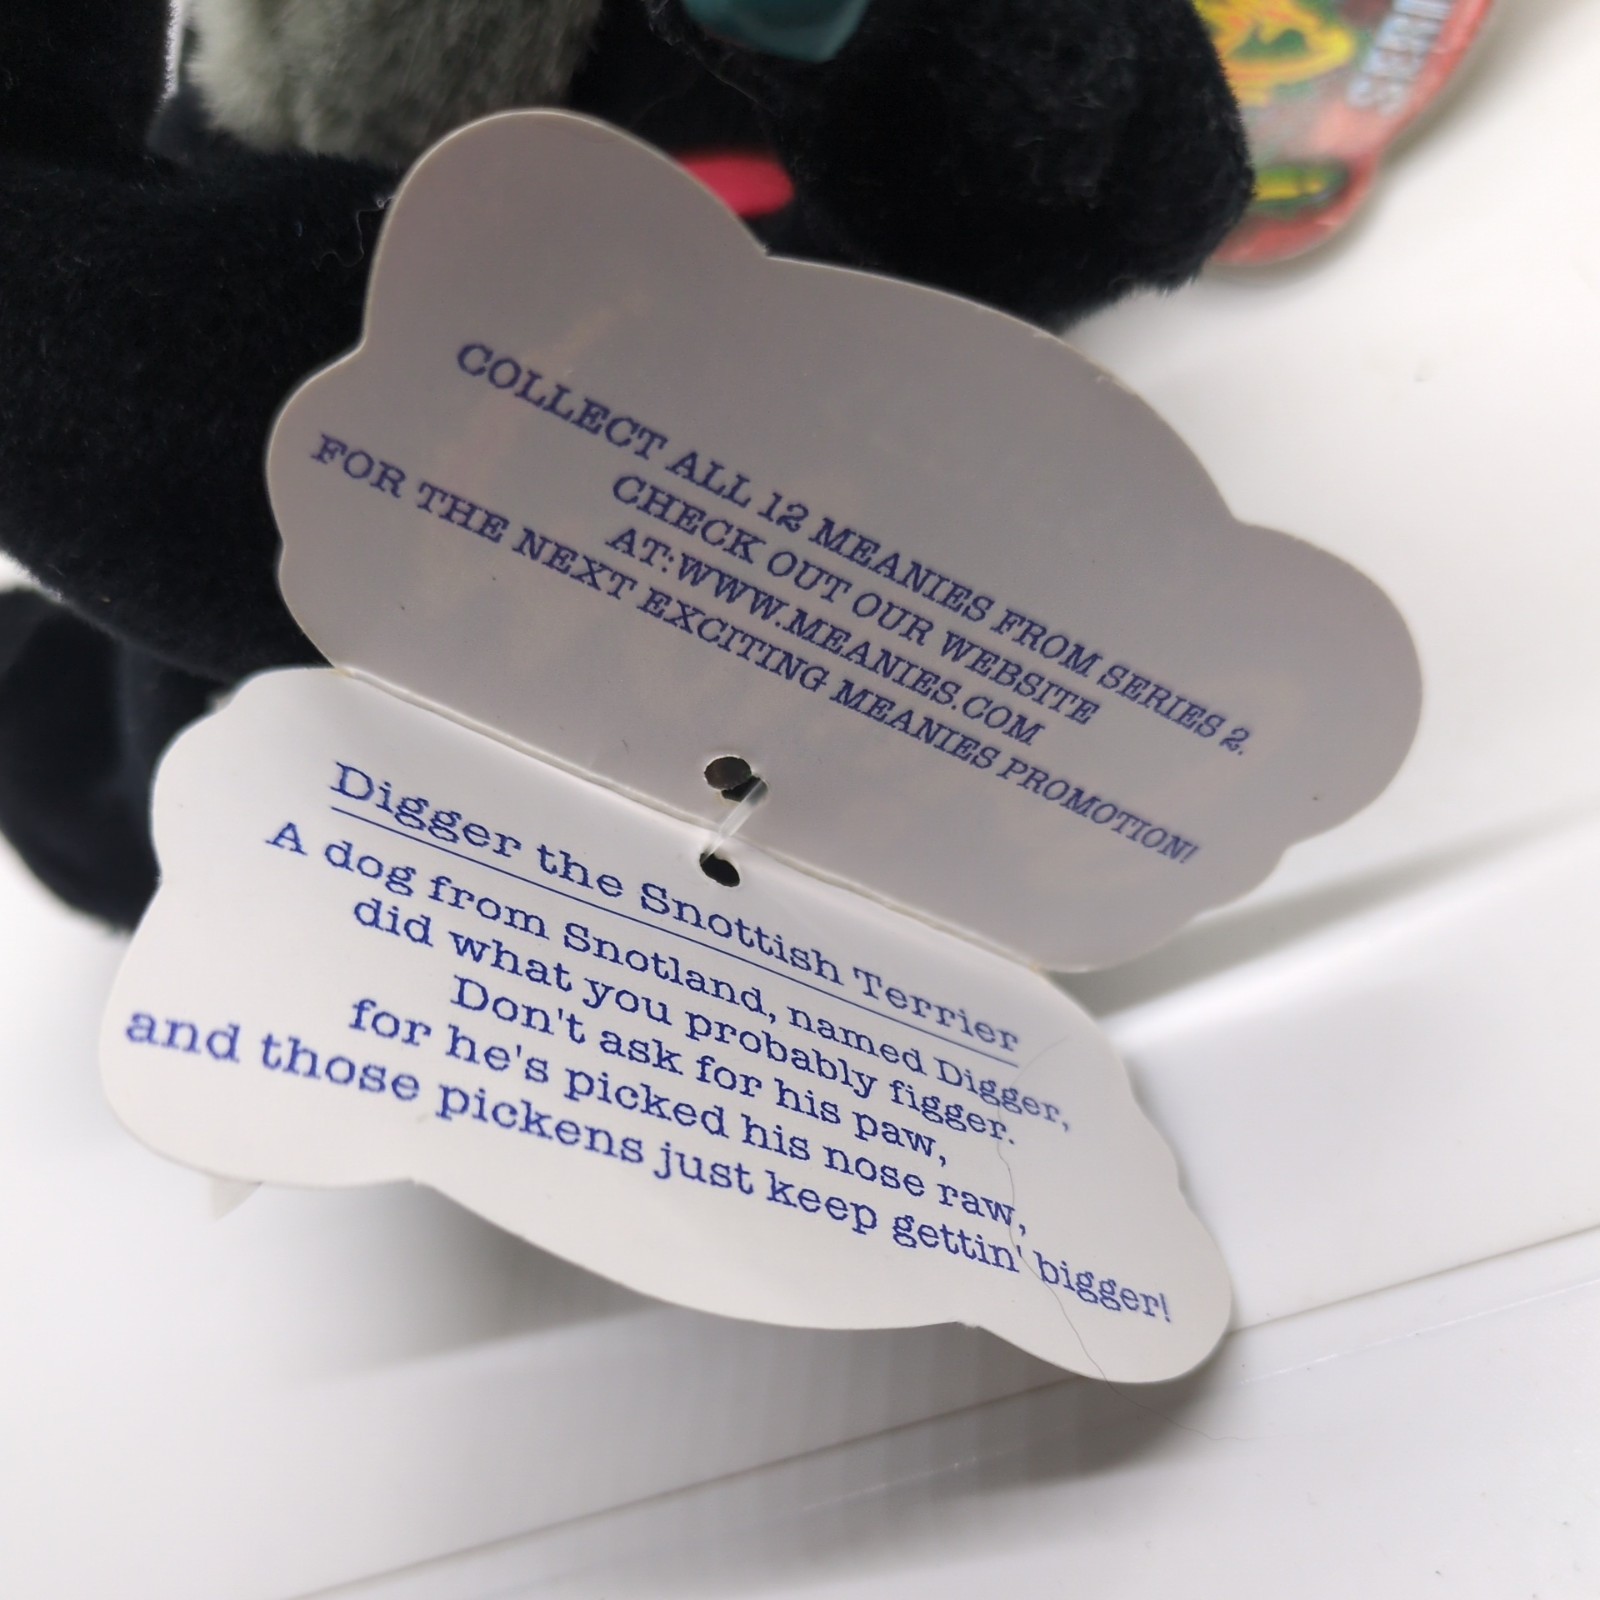 SERI
COLLECT ALL 12 MEANIES FROM SERIES 2.
CHECK OUT OUR WEBSITE
AT:WWW.MEANIES.COM
FOR THE NEXT EXCITING MEANIES PROMOTION!
Digger the Snottish Terrier
A dog from Snotland, named Digger,
did what you probably figger.
Don't ask for his paw,
for he's picked his nose raw,
and those pickens just keep gettin' bigger!